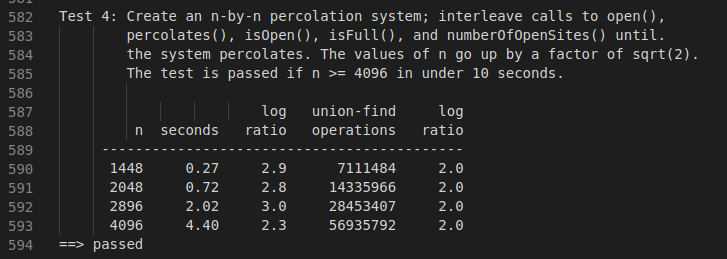 581
582 Test 4: Create an n-by-n percolation system; interleave calls to open(),
583 percolates(), isOpen(), isFull(), and numberOfOpenSites() until.
584 the system percolates. The values of n go up by a factor of sqrt(2).
585 The test is passed if n >= 4096 in under 10 seconds.
586
587 log union-find log
588 n seconds ratio operations ratio
589 --------------------------------------------
590 1448 0.27 2.9 7111484 2.0
591 2048 0.72 2.8 14335966 2.0
592 2896 2.02 3.0 28453407 2.0
593 4096 4.40 2.3 56935792 2.0
594 ==> passed